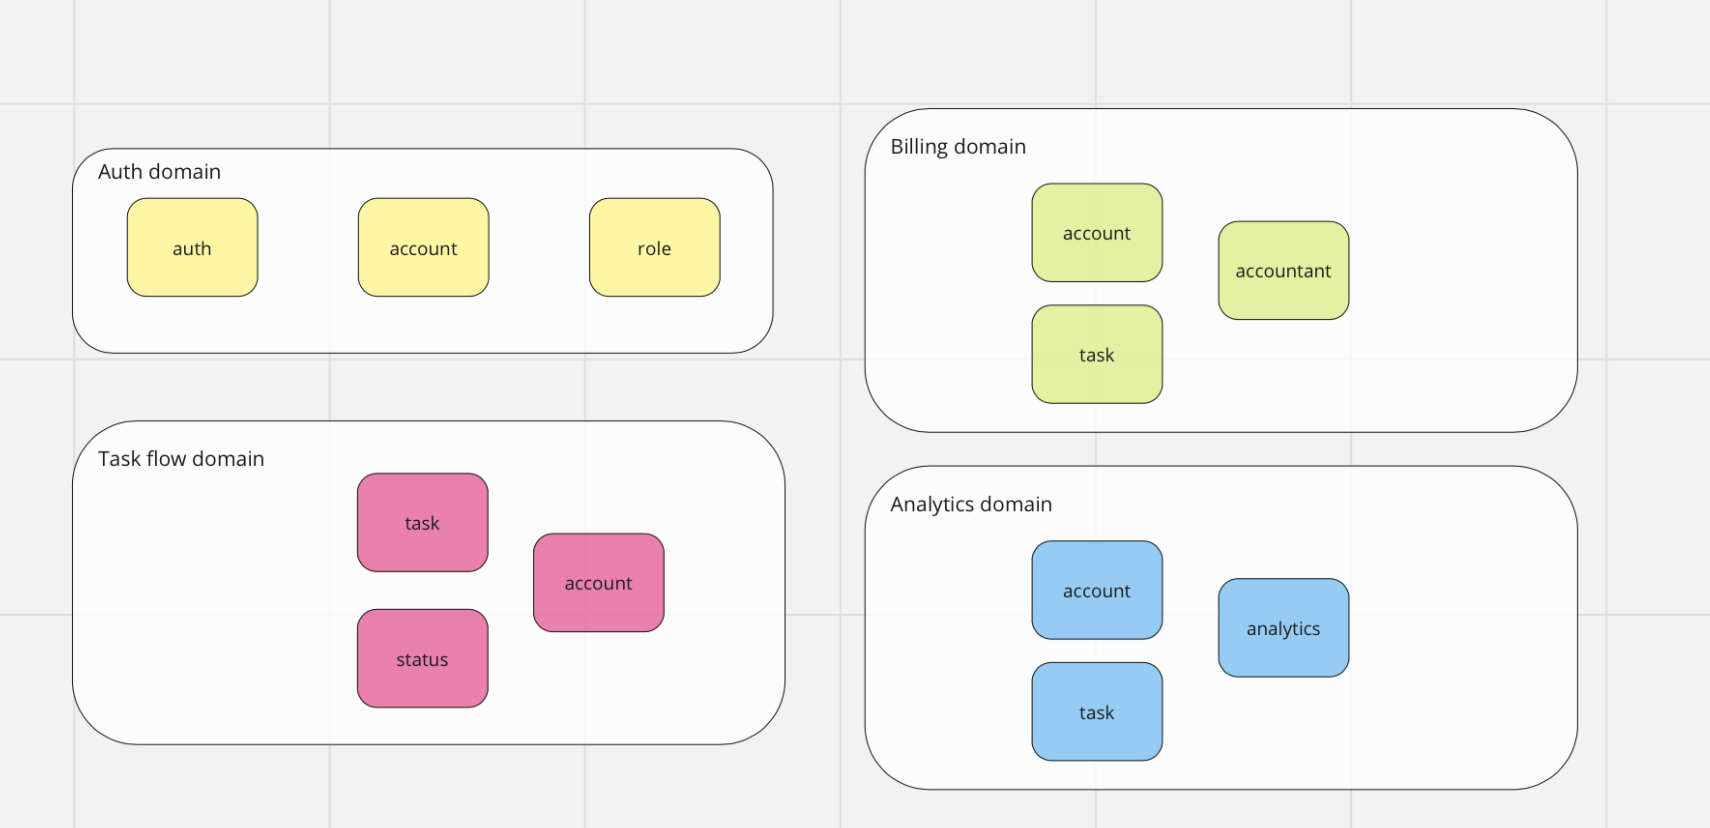 Auth domain
auth
account
role
Task flow domain
task
account
status
Billing domain
account
accountant
task
Analytics domain
account
analytics
task